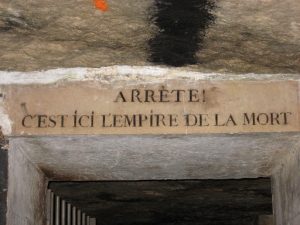 ARRÊTE!
C'EST ICI L'EMPIRE DE LA MORT